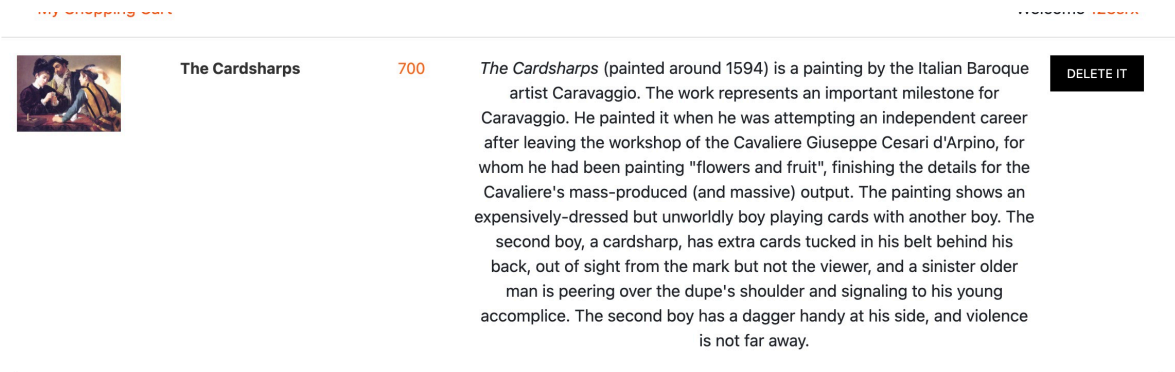 My Shopping Cart
Welcome
The Cardsharps
700
The Cardsharps (painted around 1594) is a painting by the Italian Baroque
artist Caravaggio. The work represents an important milestone for
Caravaggio. He painted it when he was attempting an independent career
after leaving the workshop of the Cavaliere Giuseppe Cesari d'Arpino, for
whom he had been painting "flowers and fruit", finishing the details for the
Cavaliere's mass-produced (and massive) output. The painting shows an
expensively-dressed but unworldly boy playing cards with another boy. The
second boy, a cardsharp, has extra cards tucked in his belt behind his
back, out of sight from the mark but not the viewer, and a sinister older
man is peering over the dupe's shoulder and signaling to his young
accomplice. The second boy has a dagger handy at his side, and violence
is not far away.
DELETE IT